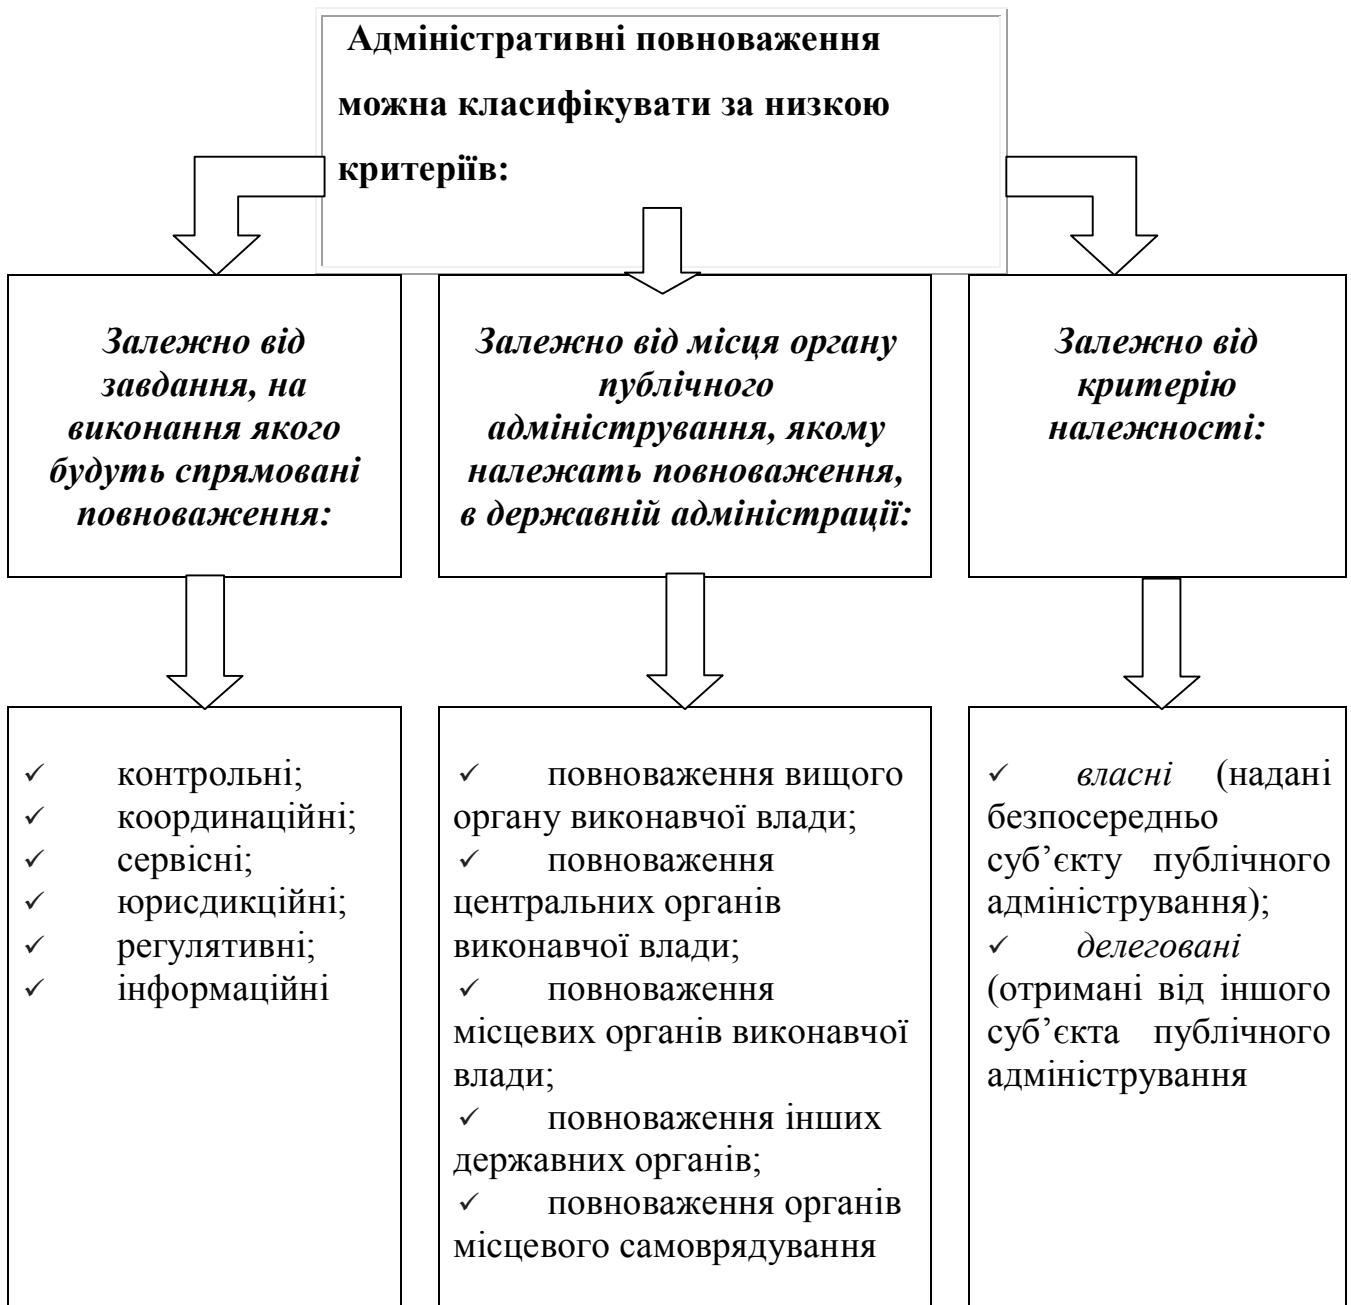 Адміністративні повноваження
можна класифікувати за низкою
критеріїв:
Залежно від
завдання, на
виконання якого
будуть спрямовані
повноваження:
Залежно від місця органу
публічного
адміністрування, якому
належать повноваження,
в державній адміністрації:
Залежно від
критерію
належності:
✓ контрольні;
✓ координаційні;
✓ сервісні;
✓ юрисдикційні;
✓ регулятивні;
✓ інформаційні
✓ повноваження вищого
органу виконавчої влади;
✓ повноваження
центральних органів
виконавчої влади;
✓ повноваження
місцевих органів виконавчої
влади;
✓ повноваження інших
державних органів;
✓ повноваження органів
місцевого самоврядування
✓ власні (надані
безпосередньо
суб’єкту публічного
адміністрування);
✓ делеговані
(отримані від іншого
суб’єкта публічного
адміністрування